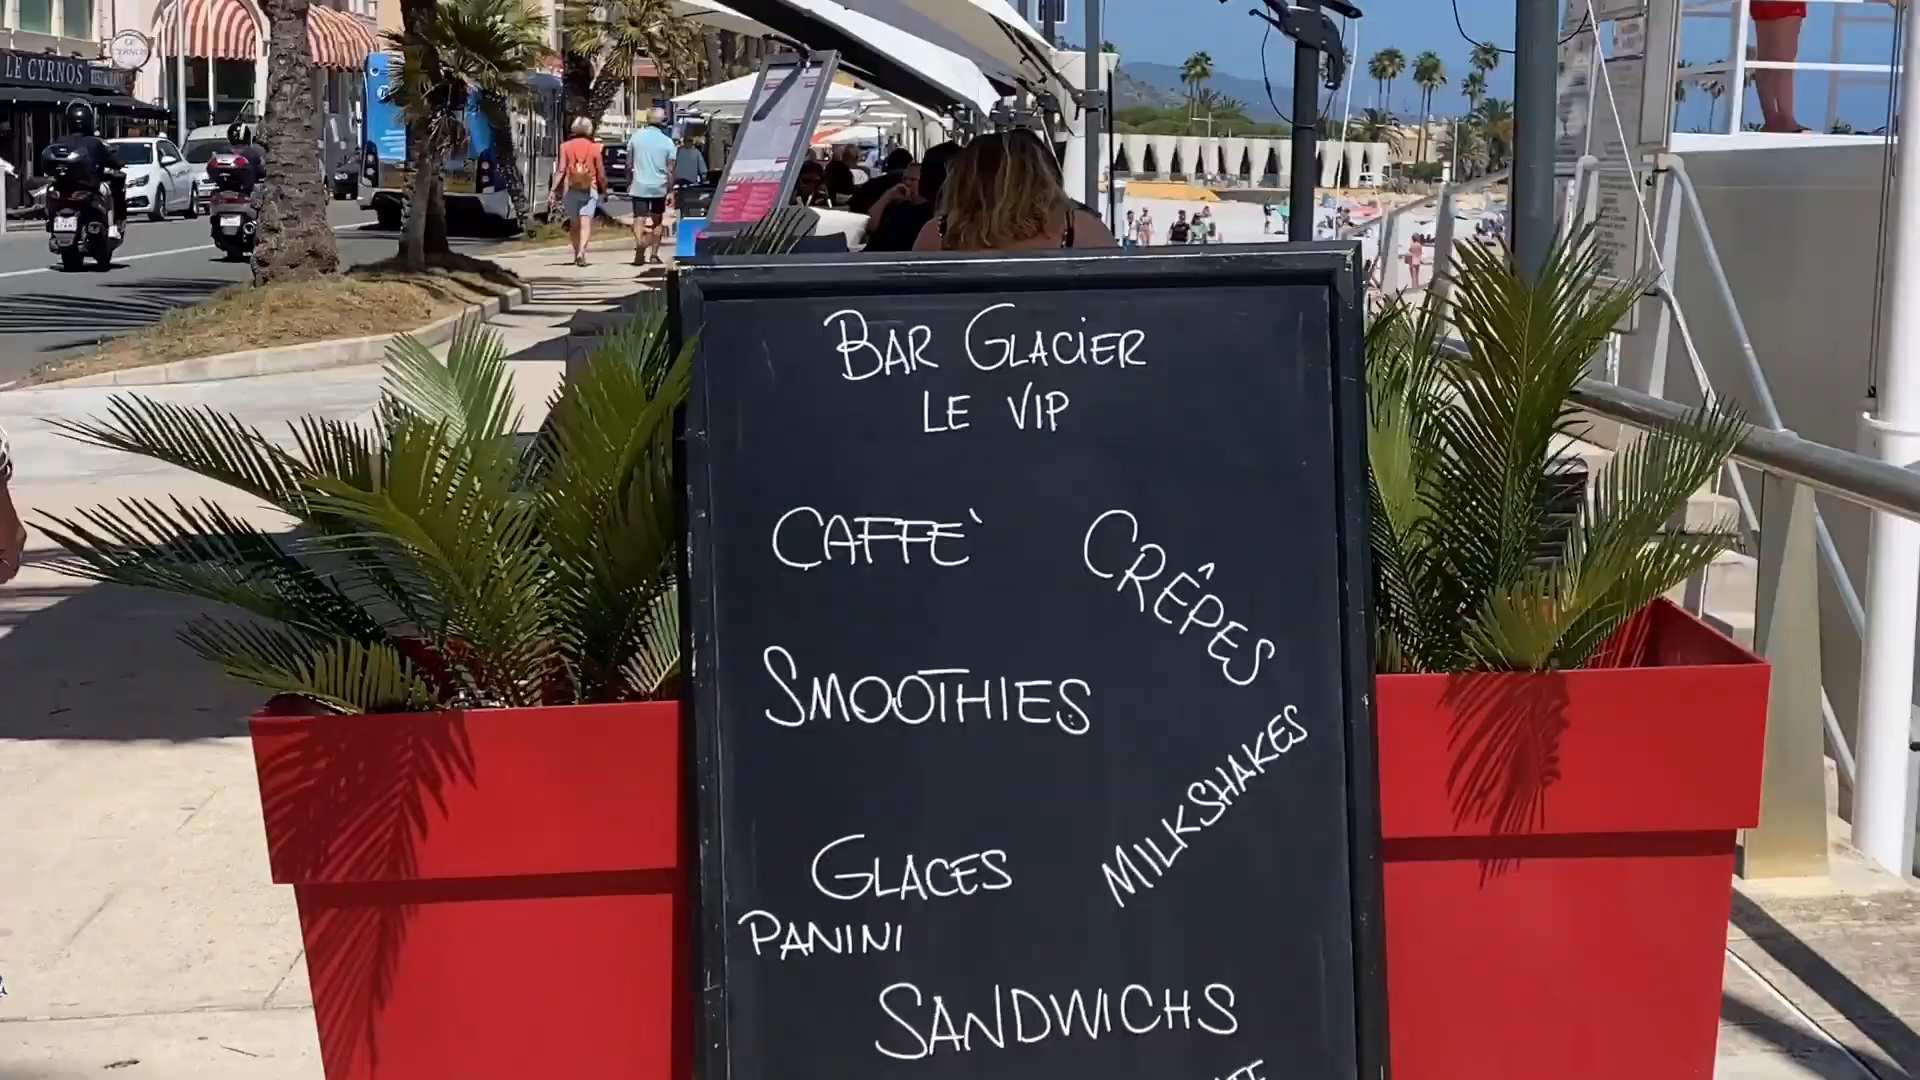 LE CYRNOS
BAR GLACIER
LE VIP
CAFFE`
CRÊPES
SMOOTHIES
MILKSHAKES
GLACES
PANINI
SANDWICHS